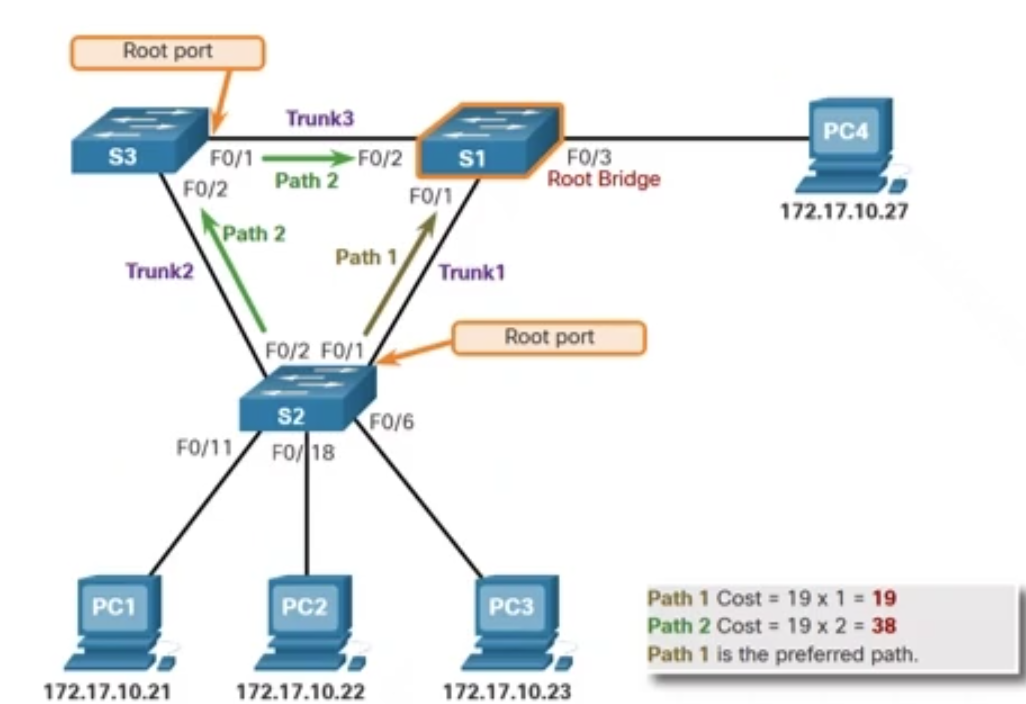 Root port
Trunk3
S3
F0/1
F0/2
S1
F0/3
PC4
Path 2
Root Bridge
F0/2
F0/1
172.17.10.27
Path 2
Path 1
Trunk2
Trunk1
Root port
F0/2 F0/1
S2
F0/6
F0/11
F0/18
PC1
PC2
PC3
172.17.10.21
172.17.10.22
172.17.10.23
Path 1 Cost = 19 x 1 = 19
Path 2 Cost = 19 x 2 = 38
Path 1 is the preferred path.